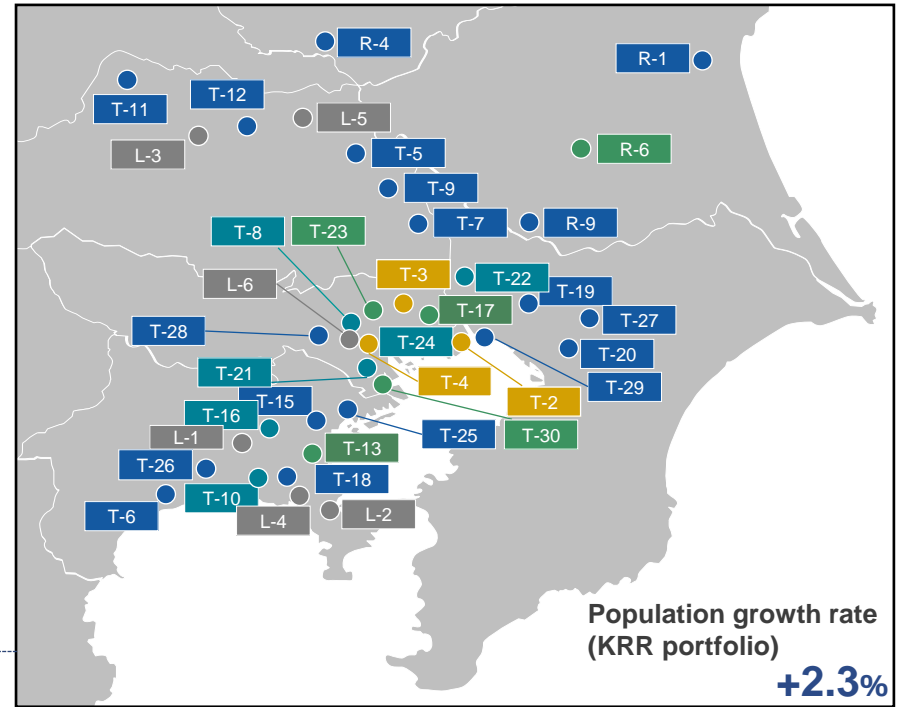 R-4
R-1
T-12
T-11
L-5
L-3
T-5
R-6
T-9
T-7
R-9
T-8
T-23
T-3
T-22
L-6
T-19
T-17
T-28
T-27
T-24
T-20
T-21
T-4
T-29
T-15
T-2
T-16
T-25
T-30
L-1
T-13
T-26
T-18
T-10
T-6
L-4
L-2
Population growth rate
(KRR portfolio)
+2.3%